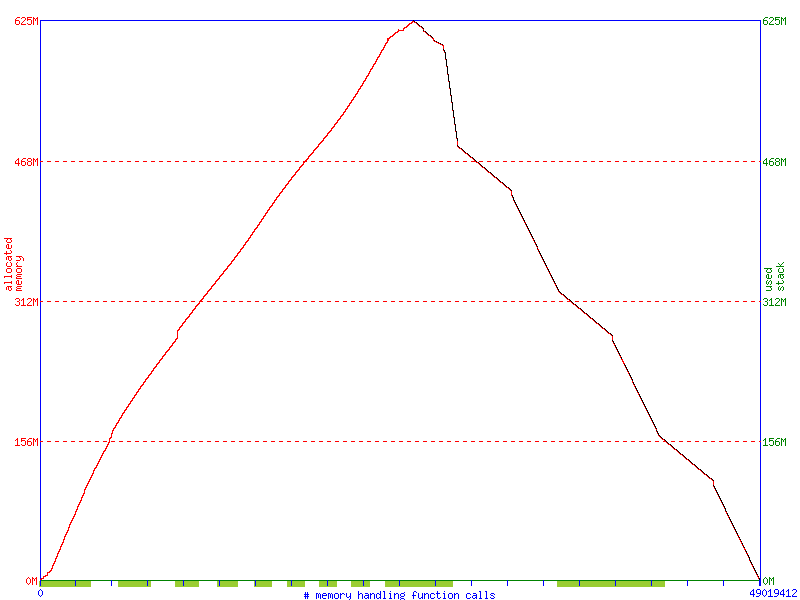 625M
625M
468M
468M
allocated
memory
used
stack
312M
312M
156M
156M
0M
0M
0
# memory handling function calls
49019412